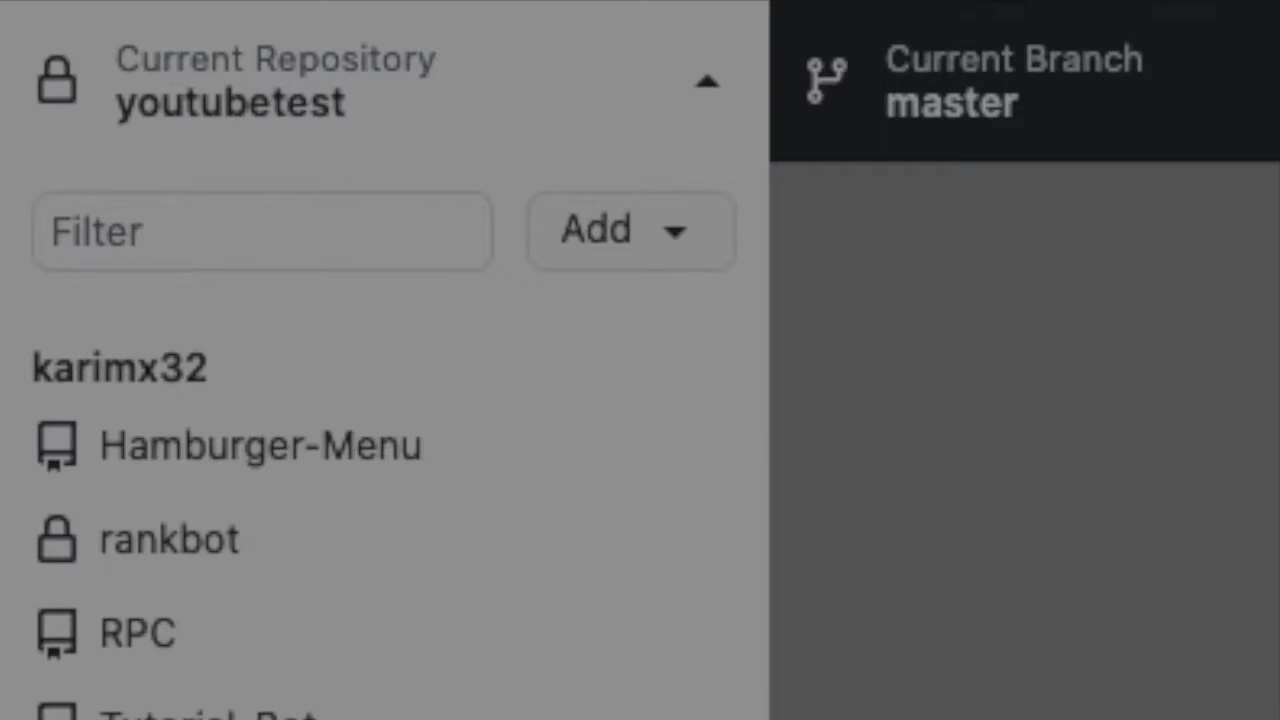 Current Repository
youtubetest
Current Branch
master
Filter
Add
karimx32
Hamburger-Menu
rankbot
RPC